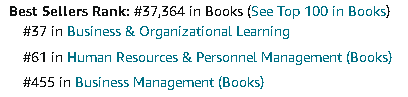 Best Sellers Rank: #37,364 in Books (See Top 100 in Books)
#37 in Business & Organizational Learning
#61 in Human Resources & Personnel Management (Books)
#455 in Business Management (Books)